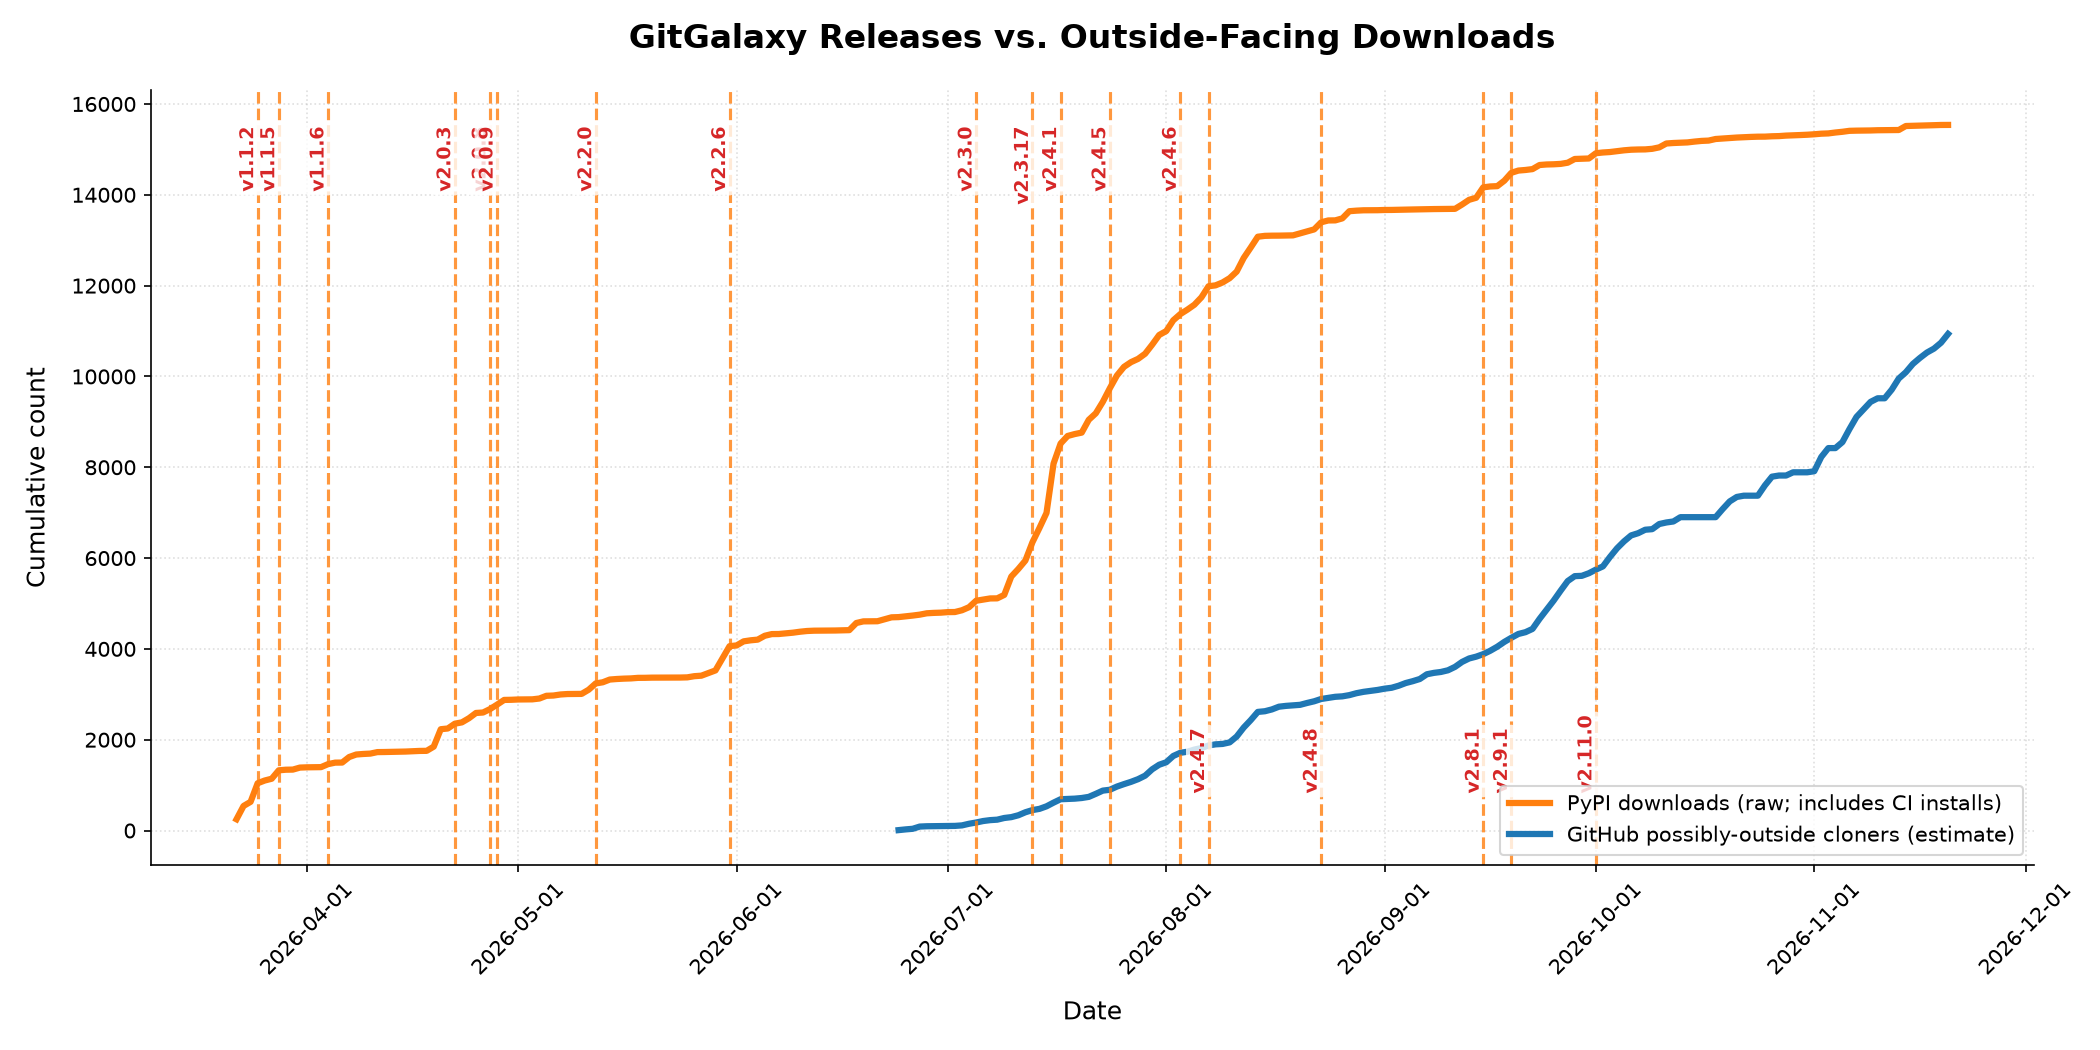 GitGalaxy Releases vs. Outside-Facing Downloads
Cumulative count
16000
14000
12000
10000
8000
6000
4000
2000
0
v1.1.2
v1.1.5
v1.1.6
v2.0.3
v2.0.9
v2.2.0
v2.2.6
v2.3.0
v2.3.17
v2.4.1
v2.4.5
v2.4.6
v2.4.7
v2.4.8
v2.8.1
v2.9.1
v2.11.0
PyPI downloads (raw; includes CI installs)
GitHub possibly-outside cloners (estimate)
2026-04-01
2026-05-01
2026-06-01
2026-07-01
2026-08-01
2026-09-01
2026-10-01
2026-11-01
2026-12-01
Date